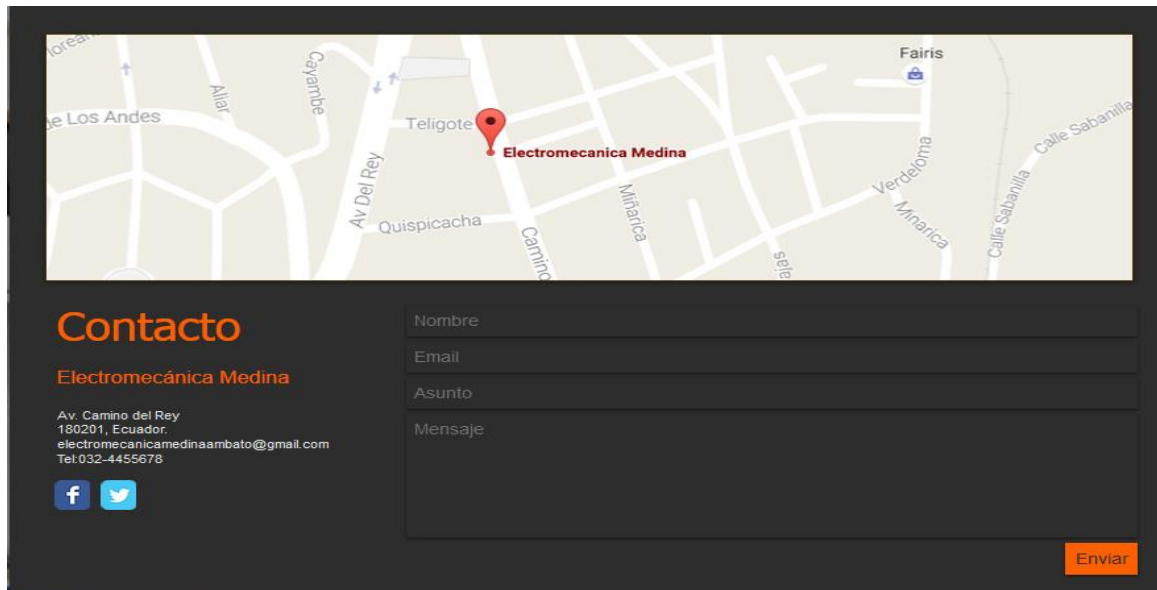 Cayambe
Fairis
Aliar
de Los Andes
Calle Sabanilla
Teligote
Electromecanica Medina
Verdeloma
Av Del Rey
Miñarica
Calle Sabanilla
Quispicacha
Minarica
Camino
Contacto
Electromecánica Medina
Av. Camino del Rey
180201, Ecuador.
electromecanicamedinaambato@gmail.com
Tel:032-4455678
Nombre
Email
Asunto
Mensaje
Enviar